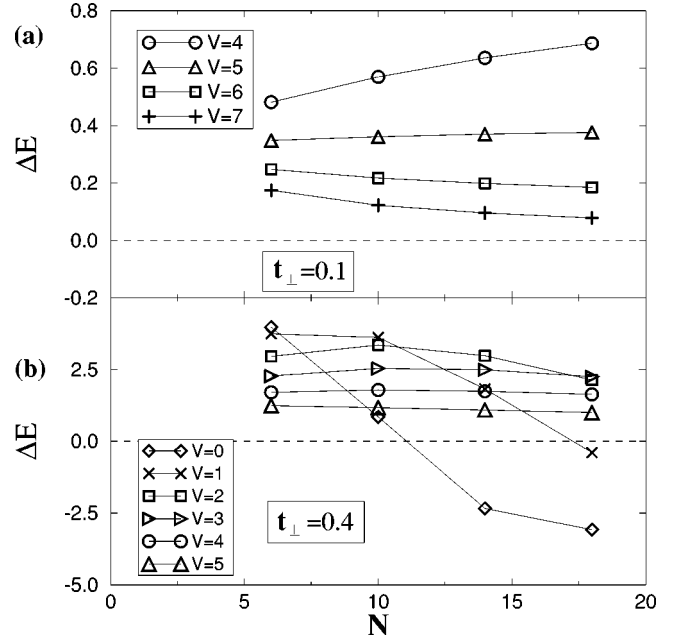 (a)
0.8
0.6
0.4
0.2
0.0
-0.2
ΔE
V=4
V=5
V=6
V=7
t⊥=0.1
(b)
2.5
0.0
-2.5
-5.0
ΔE
V=0
V=1
V=2
V=3
V=4
V=5
t⊥=0.4
0 5 10 15 20
N